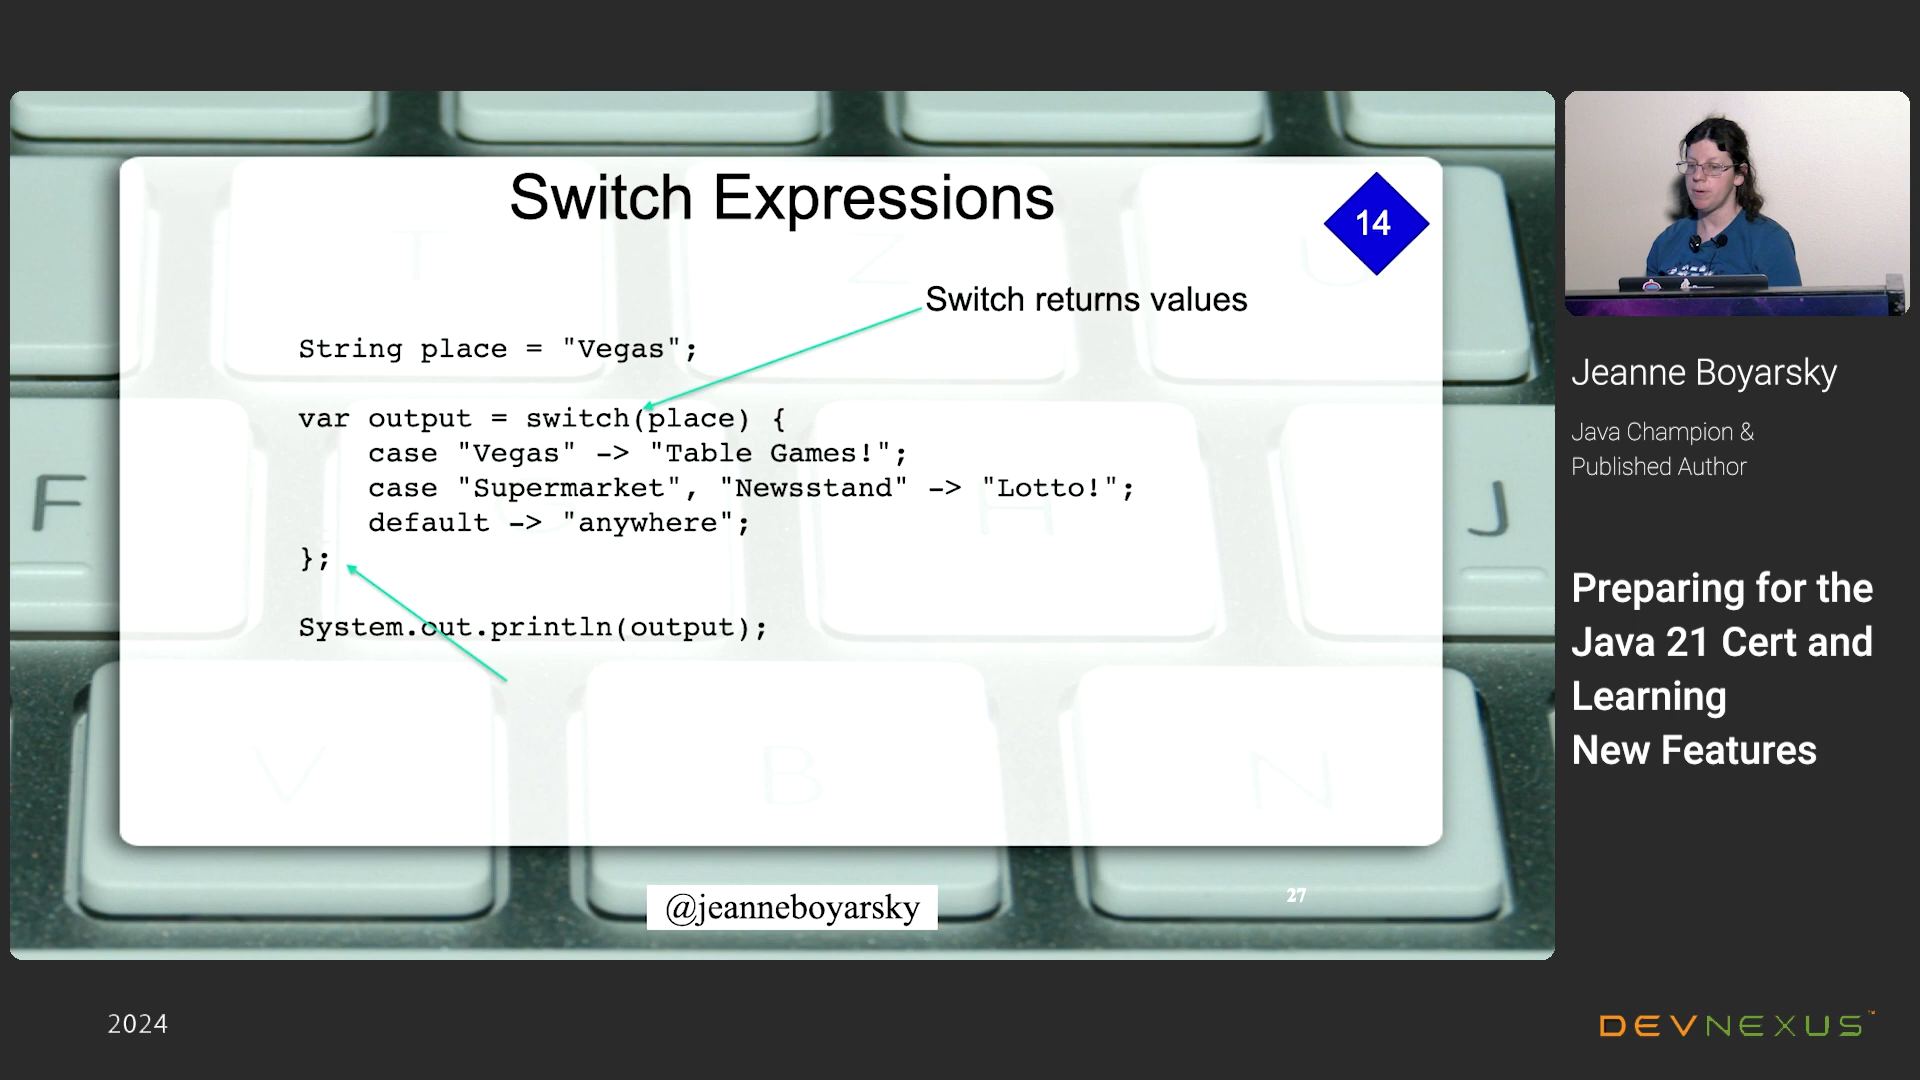 Switch Expressions
14
Switch returns values
String place = "Vegas";
var output = switch(place) {
case "Vegas" -> "Table Games!";
case "Supermarket", "Newsstand" -> "Lotto!";
default -> "anywhere";
};
System.out.println(output);
F
H
J
V
B
N
T
Z
U
@jeanneboyarsky
27
Jeanne Boyarsky
Java Champion &
Published Author
Preparing for the
Java 21 Cert and
Learning
New Features
2024
DEVNEXUS™